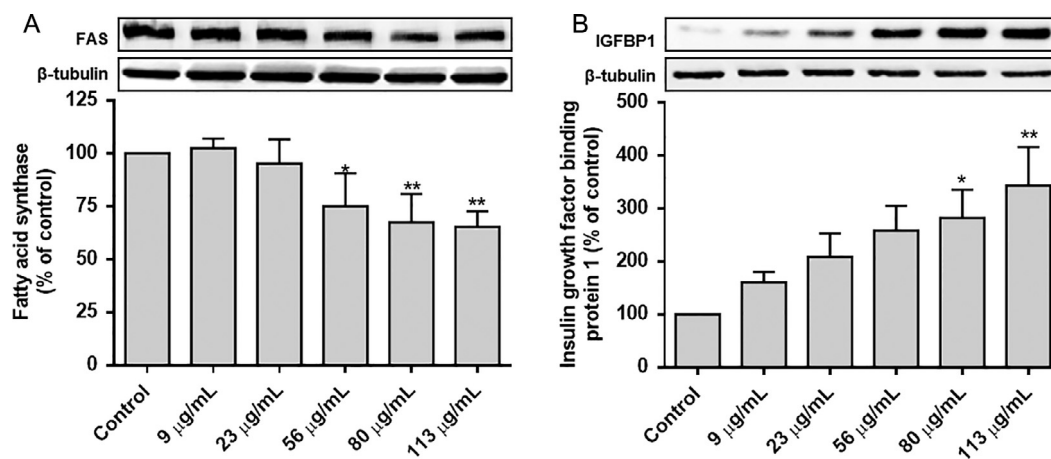 A
FAS
β-tubulin
Fatty acid synthase
(% of control)
125
100
75
50
25
0
*
**
**
Control
9 µg/mL
23 µg/mL
56 µg/mL
80 µg/mL
113 µg/mL
B
IGFBP1
β-tubulin
Insulin growth factor binding
protein 1 (% of control)
500
400
300
200
100
0
*
**
Control
9 µg/mL
23 µg/mL
56 µg/mL
80 µg/mL
113 µg/mL